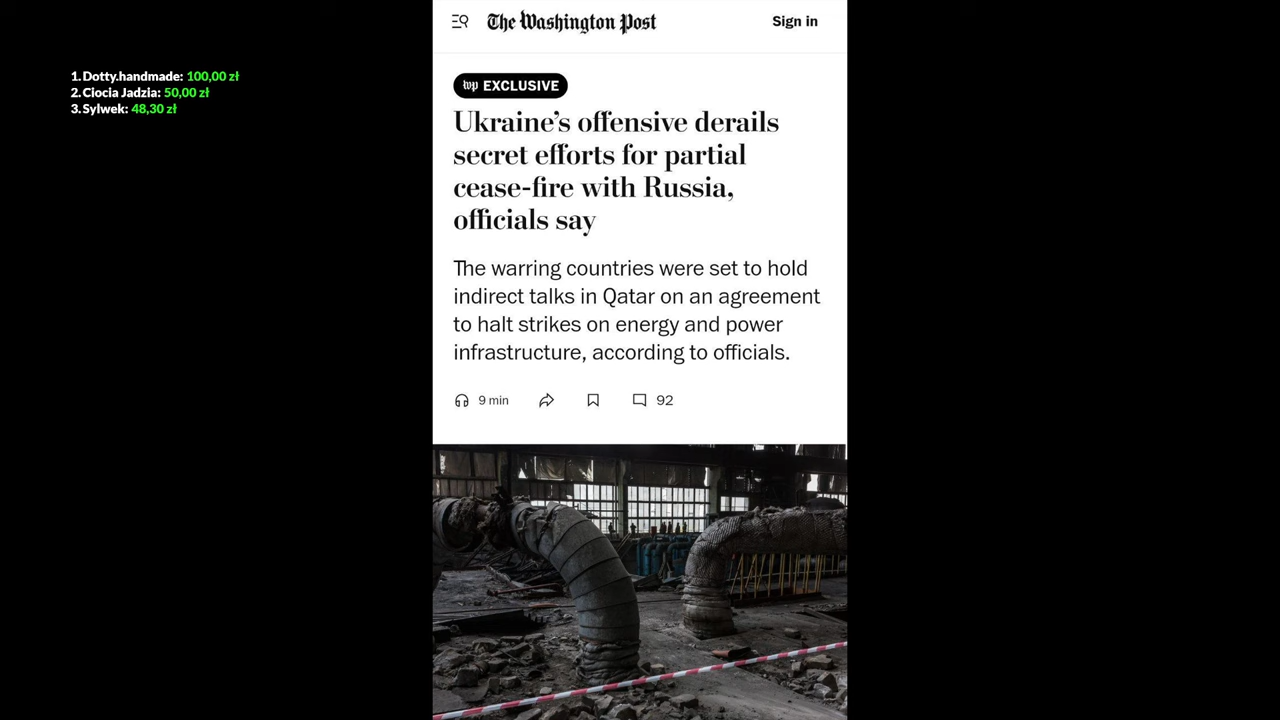 1. Dotty.handmade: 100,00 zł
2. Ciocia Jadzia: 50,00 zł
3. Sylwek: 48,30 zł
The Washington Post
Sign in
wp EXCLUSIVE
Ukraine’s offensive derails
secret efforts for partial
cease-fire with Russia,
officials say
The warring countries were set to hold
indirect talks in Qatar on an agreement
to halt strikes on energy and power
infrastructure, according to officials.
9 min
92